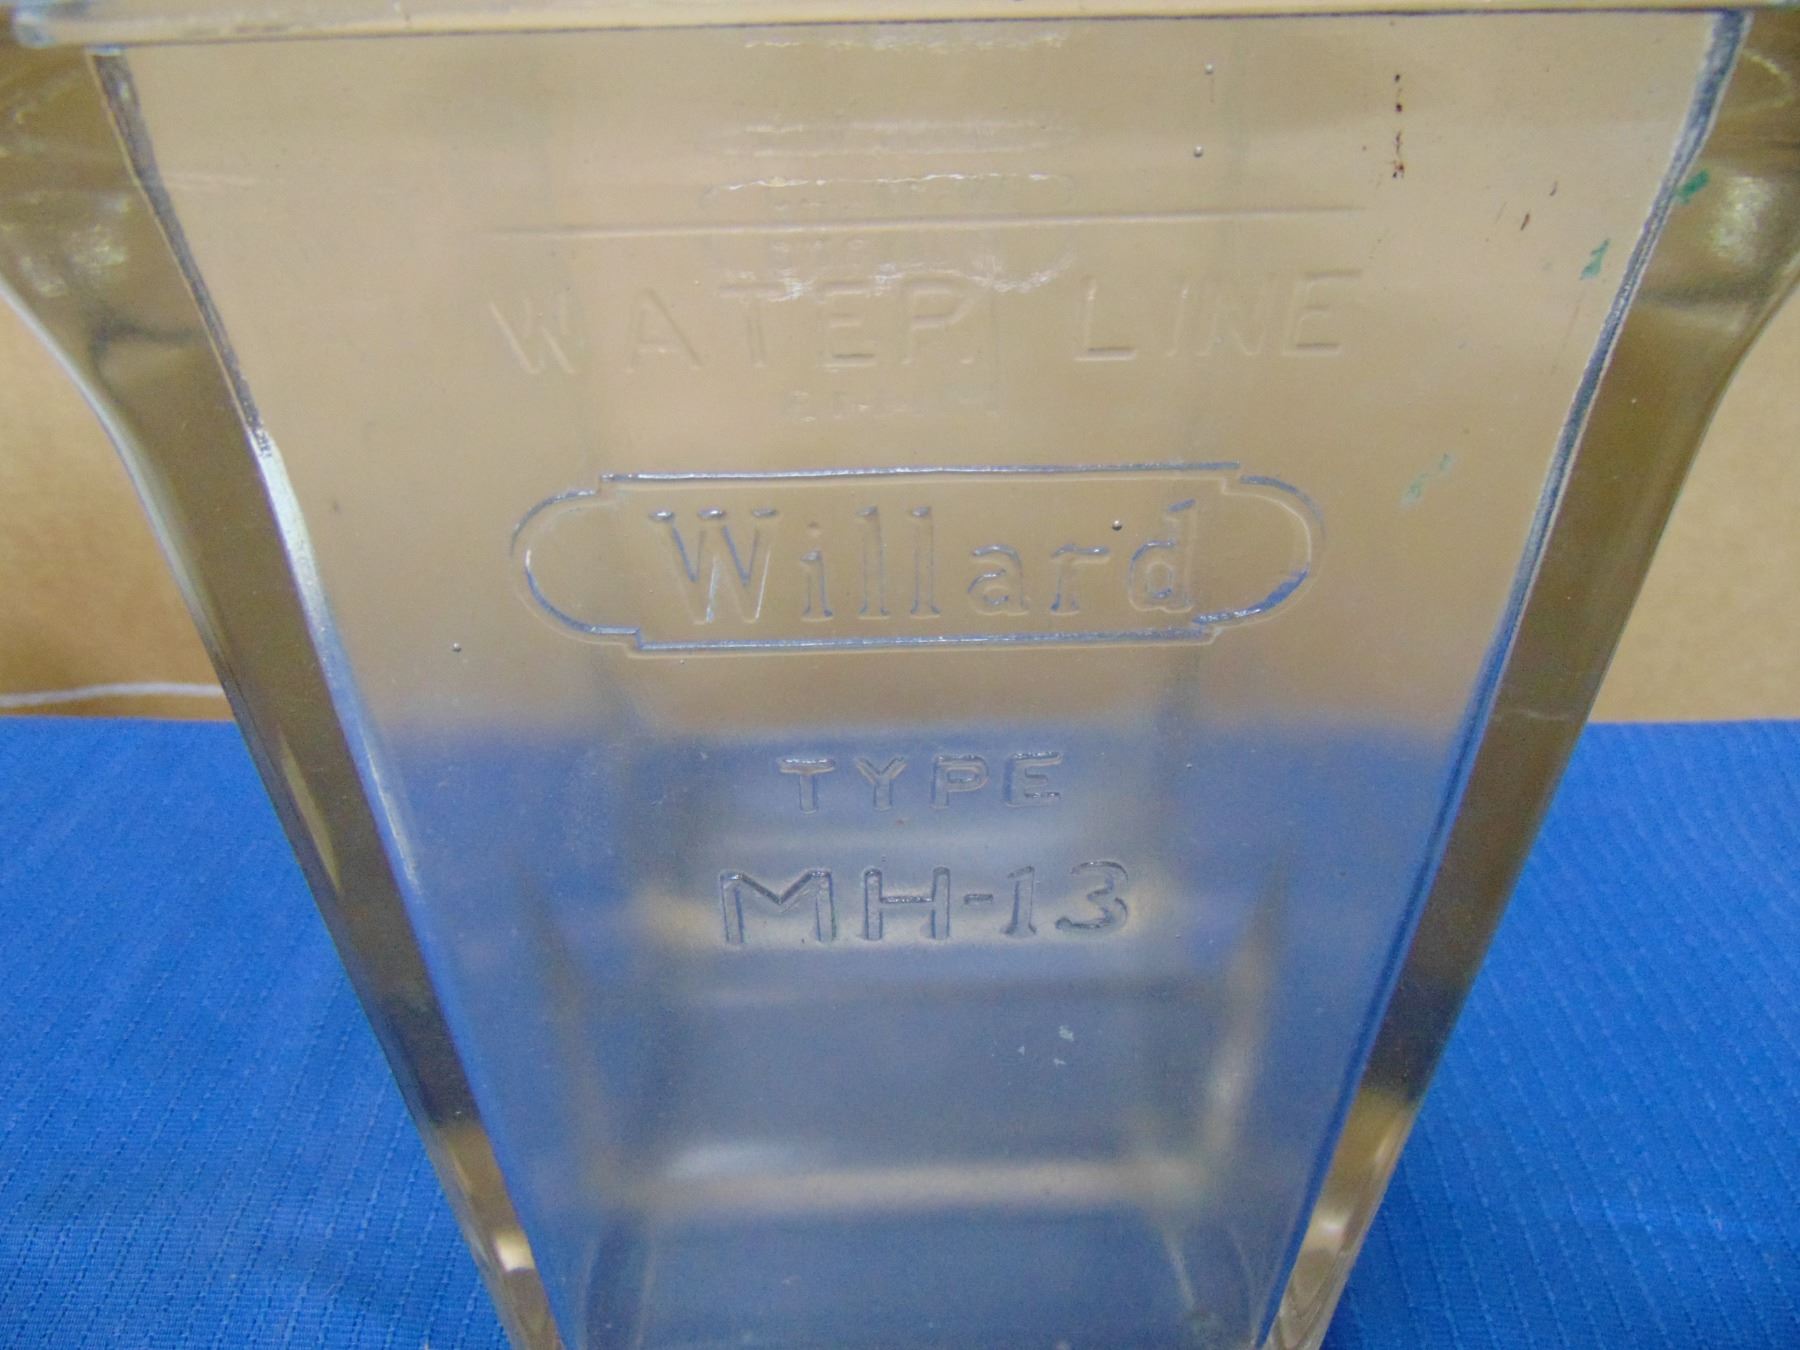 WATER LINE
Willard
TYPE
MH-13